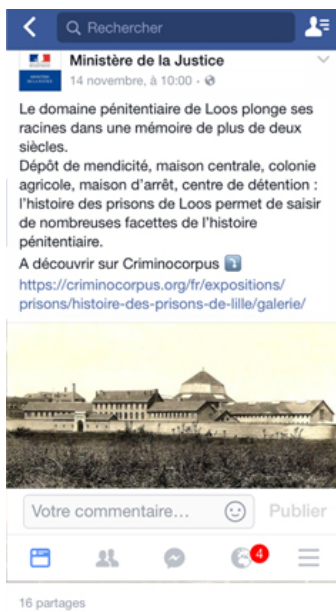 Rechercher
Ministère de la Justice
14 novembre, à 10:00 ·
Le domaine pénitentiaire de Loos plonge ses
racines dans une mémoire de plus de deux
siècles.
Dépôt de mendicité, maison centrale, colonie
agricole, maison d'arrêt, centre de détention :
l'histoire des prisons de Loos permet de saisir
de nombreuses facettes de l'histoire
pénitentiaire.
A découvrir sur Criminocorpus
https://criminocorpus.org/fr/expositions/
prisons/histoire-des-prisons-de-lille/galerie/
Votre commentaire...
Publier
4
16 partages